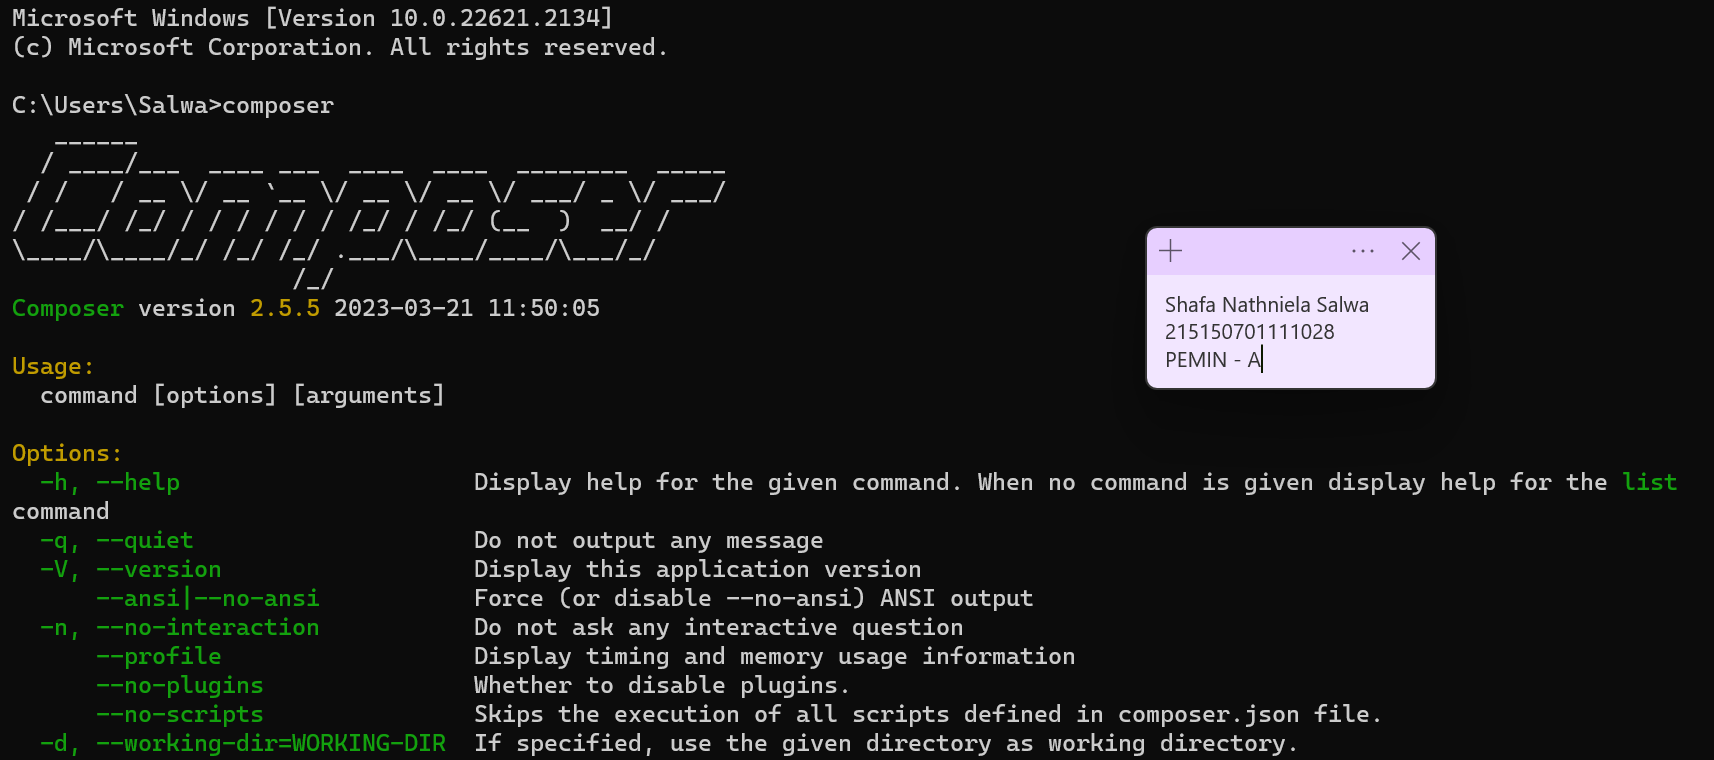 Microsoft Windows [Version 10.0.22621.2134]
(c) Microsoft Corporation. All rights reserved.
C:\Users\Salwa>composer
   ______
  / ____/___  ____ ___  ____  ____  ________  _____
 / /   / __ \/ __ `__ \/ __ \/ __ \/ ___/ _ \/ ___/
/ /___/ /_/ / / / / / / /_/ / /_/ (__  )  __/ /
\____/\____/_/ /_/ /_/ .___/\____/____/\___/_/
                    /_/
Composer version 2.5.5 2023-03-21 11:50:05
Usage:
  command [options] [arguments]
Options:
  -h, --help                     Display help for the given command. When no command is given display help for the list
command
  -q, --quiet                    Do not output any message
  -V, --version                  Display this application version
      --ansi|--no-ansi           Force (or disable --no-ansi) ANSI output
  -n, --no-interaction           Do not ask any interactive question
      --profile                  Display timing and memory usage information
      --no-plugins               Whether to disable plugins.
      --no-scripts               Skips the execution of all scripts defined in composer.json file.
  -d, --working-dir=WORKING-DIR  If specified, use the given directory as working directory.
Shafa Nathniela Salwa
215150701111028
PEMIN - A